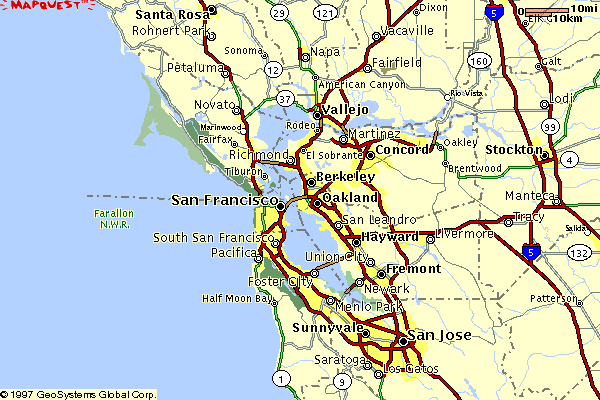 MAPQUEST
Santa Rosa
Rohnert Park
29
121
Dixon
5
Elk C
10mi
10km
Vacaville
Sonoma
Napa
12
Fairfield
160
Galt
Petaluma
American Canyon
Rio Vista
Lodi
Novato
37
Vallejo
99
Marinwood
Rodeo
Martinez
Fairfax
Oakley
Richmond
El Sobrante
Concord
Stockton
4
Tiburon
Brentwood
Berkeley
San Francisco
Oakland
Manteca
Farallon
N.W.R.
San Leandro
Tracy
Salida
South San Francisco
Hayward
Livermore
Pacifica
Union City
5
132
Fremont
Foster City
Newark
Half Moon Bay
Menlo Park
Patterson
Sunnyvale
San Jose
Saratoga
Los Gatos
1
9
© 1997 GeoSystems Global Corp.